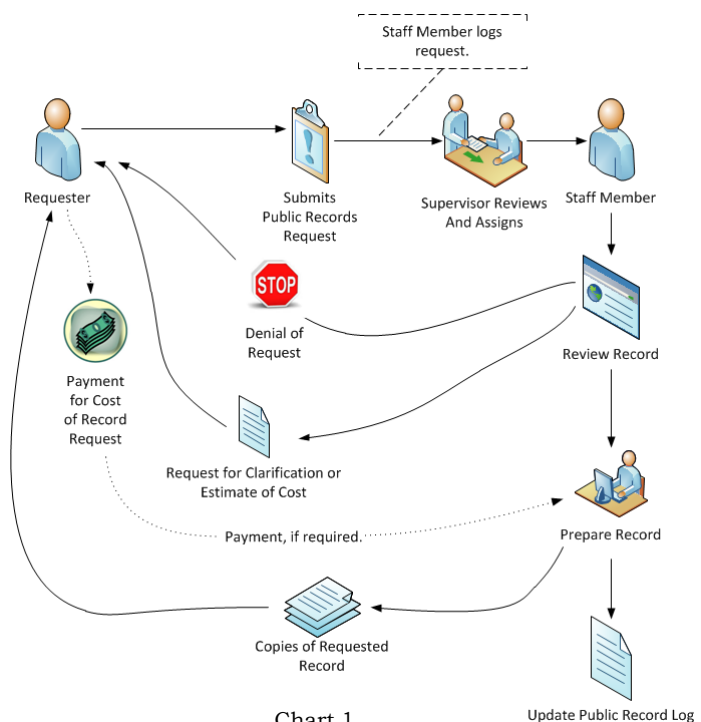 Staff Member logs
request.
Requester
Submits
Public Records
Request
Supervisor Reviews
And Assigns
Staff Member
STOP
Denial of
Request
Review Record
Payment
for Cost
of Record
Request
Request for Clarification or
Estimate of Cost
Payment, if required.
Prepare Record
Copies of Requested
Record
Update Public Record Log
Chart 1